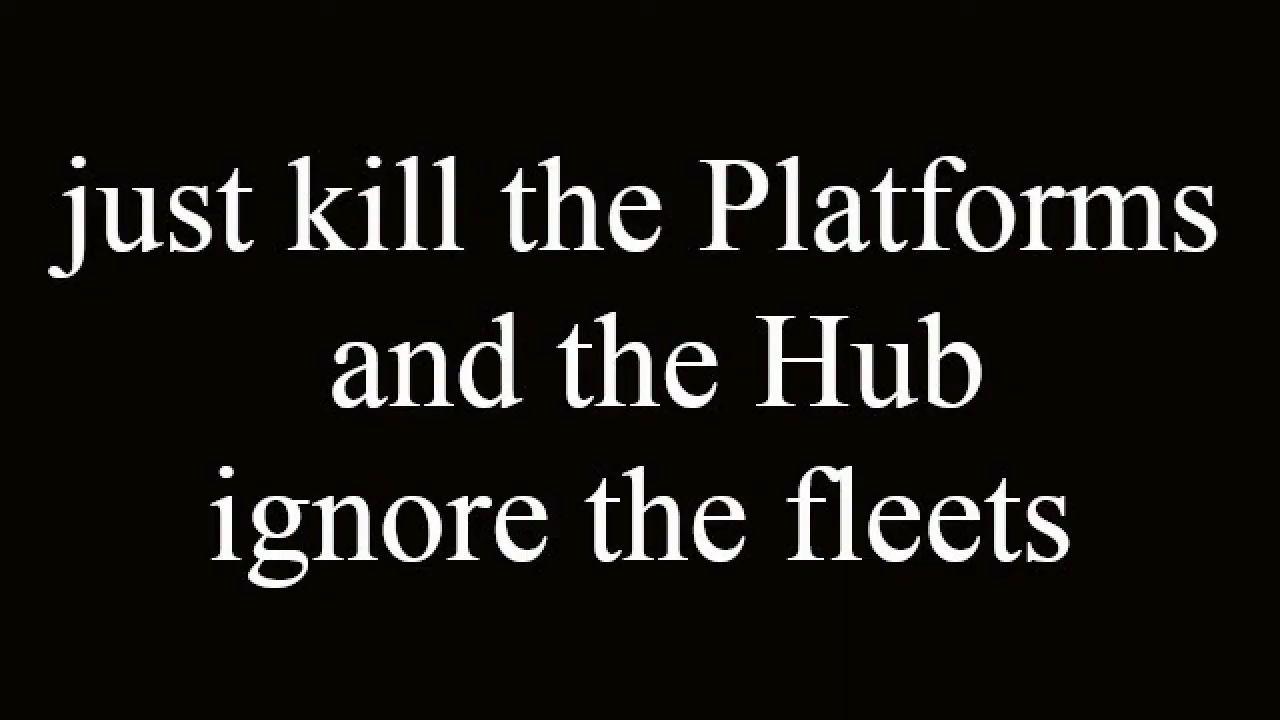 just kill the Platforms
and the Hub
ignore the fleets